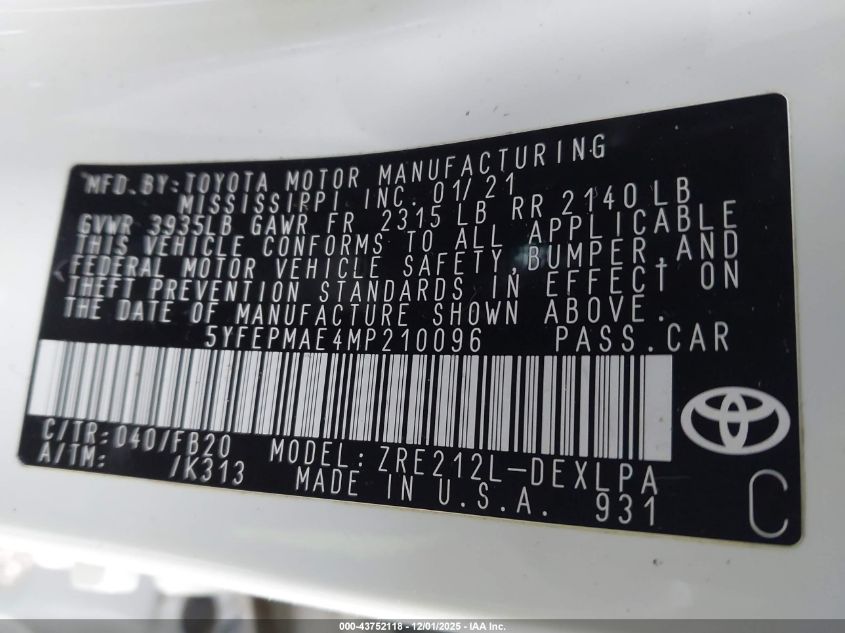 MFD. BY: TOYOTA MOTOR MANUFACTURING
MISSISSIPPI INC. 01/21
GVWR 3935LB GAWR FR 2315 LB RR 2140 LB
THIS VEHICLE CONFORMS TO ALL APPLICABLE
FEDERAL MOTOR VEHICLE SAFETY, BUMPER, AND
THEFT PREVENTION STANDARDS IN EFFECT ON
THE DATE OF MANUFACTURE SHOWN ABOVE.
5YFEPMAE4MP210096 PASS.CAR
C/TR: 040/FB20 MODEL: ZRE212L-DEXLPA
A/TM: /K313 MADE IN U.S.A. 931
C
000-43752118 - 12/01/2025 - IAA Inc.